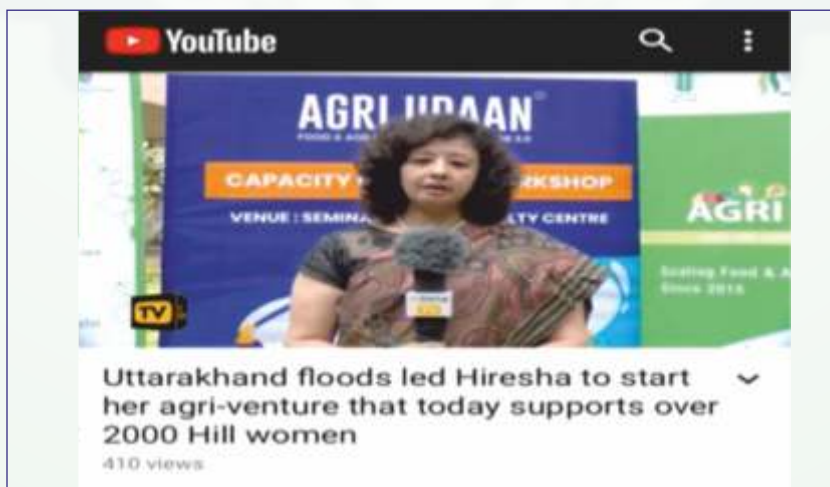 YouTube
AGRI UDAAN
CAPACITY WORKSHOP
VENUE : SEMINA LTY CENTRE
AGRI
Scaling Food & A
Since 2015
TV
Uttarakhand floods led Hiresha to start
her agri-venture that today supports over
2000 Hill women
410 views